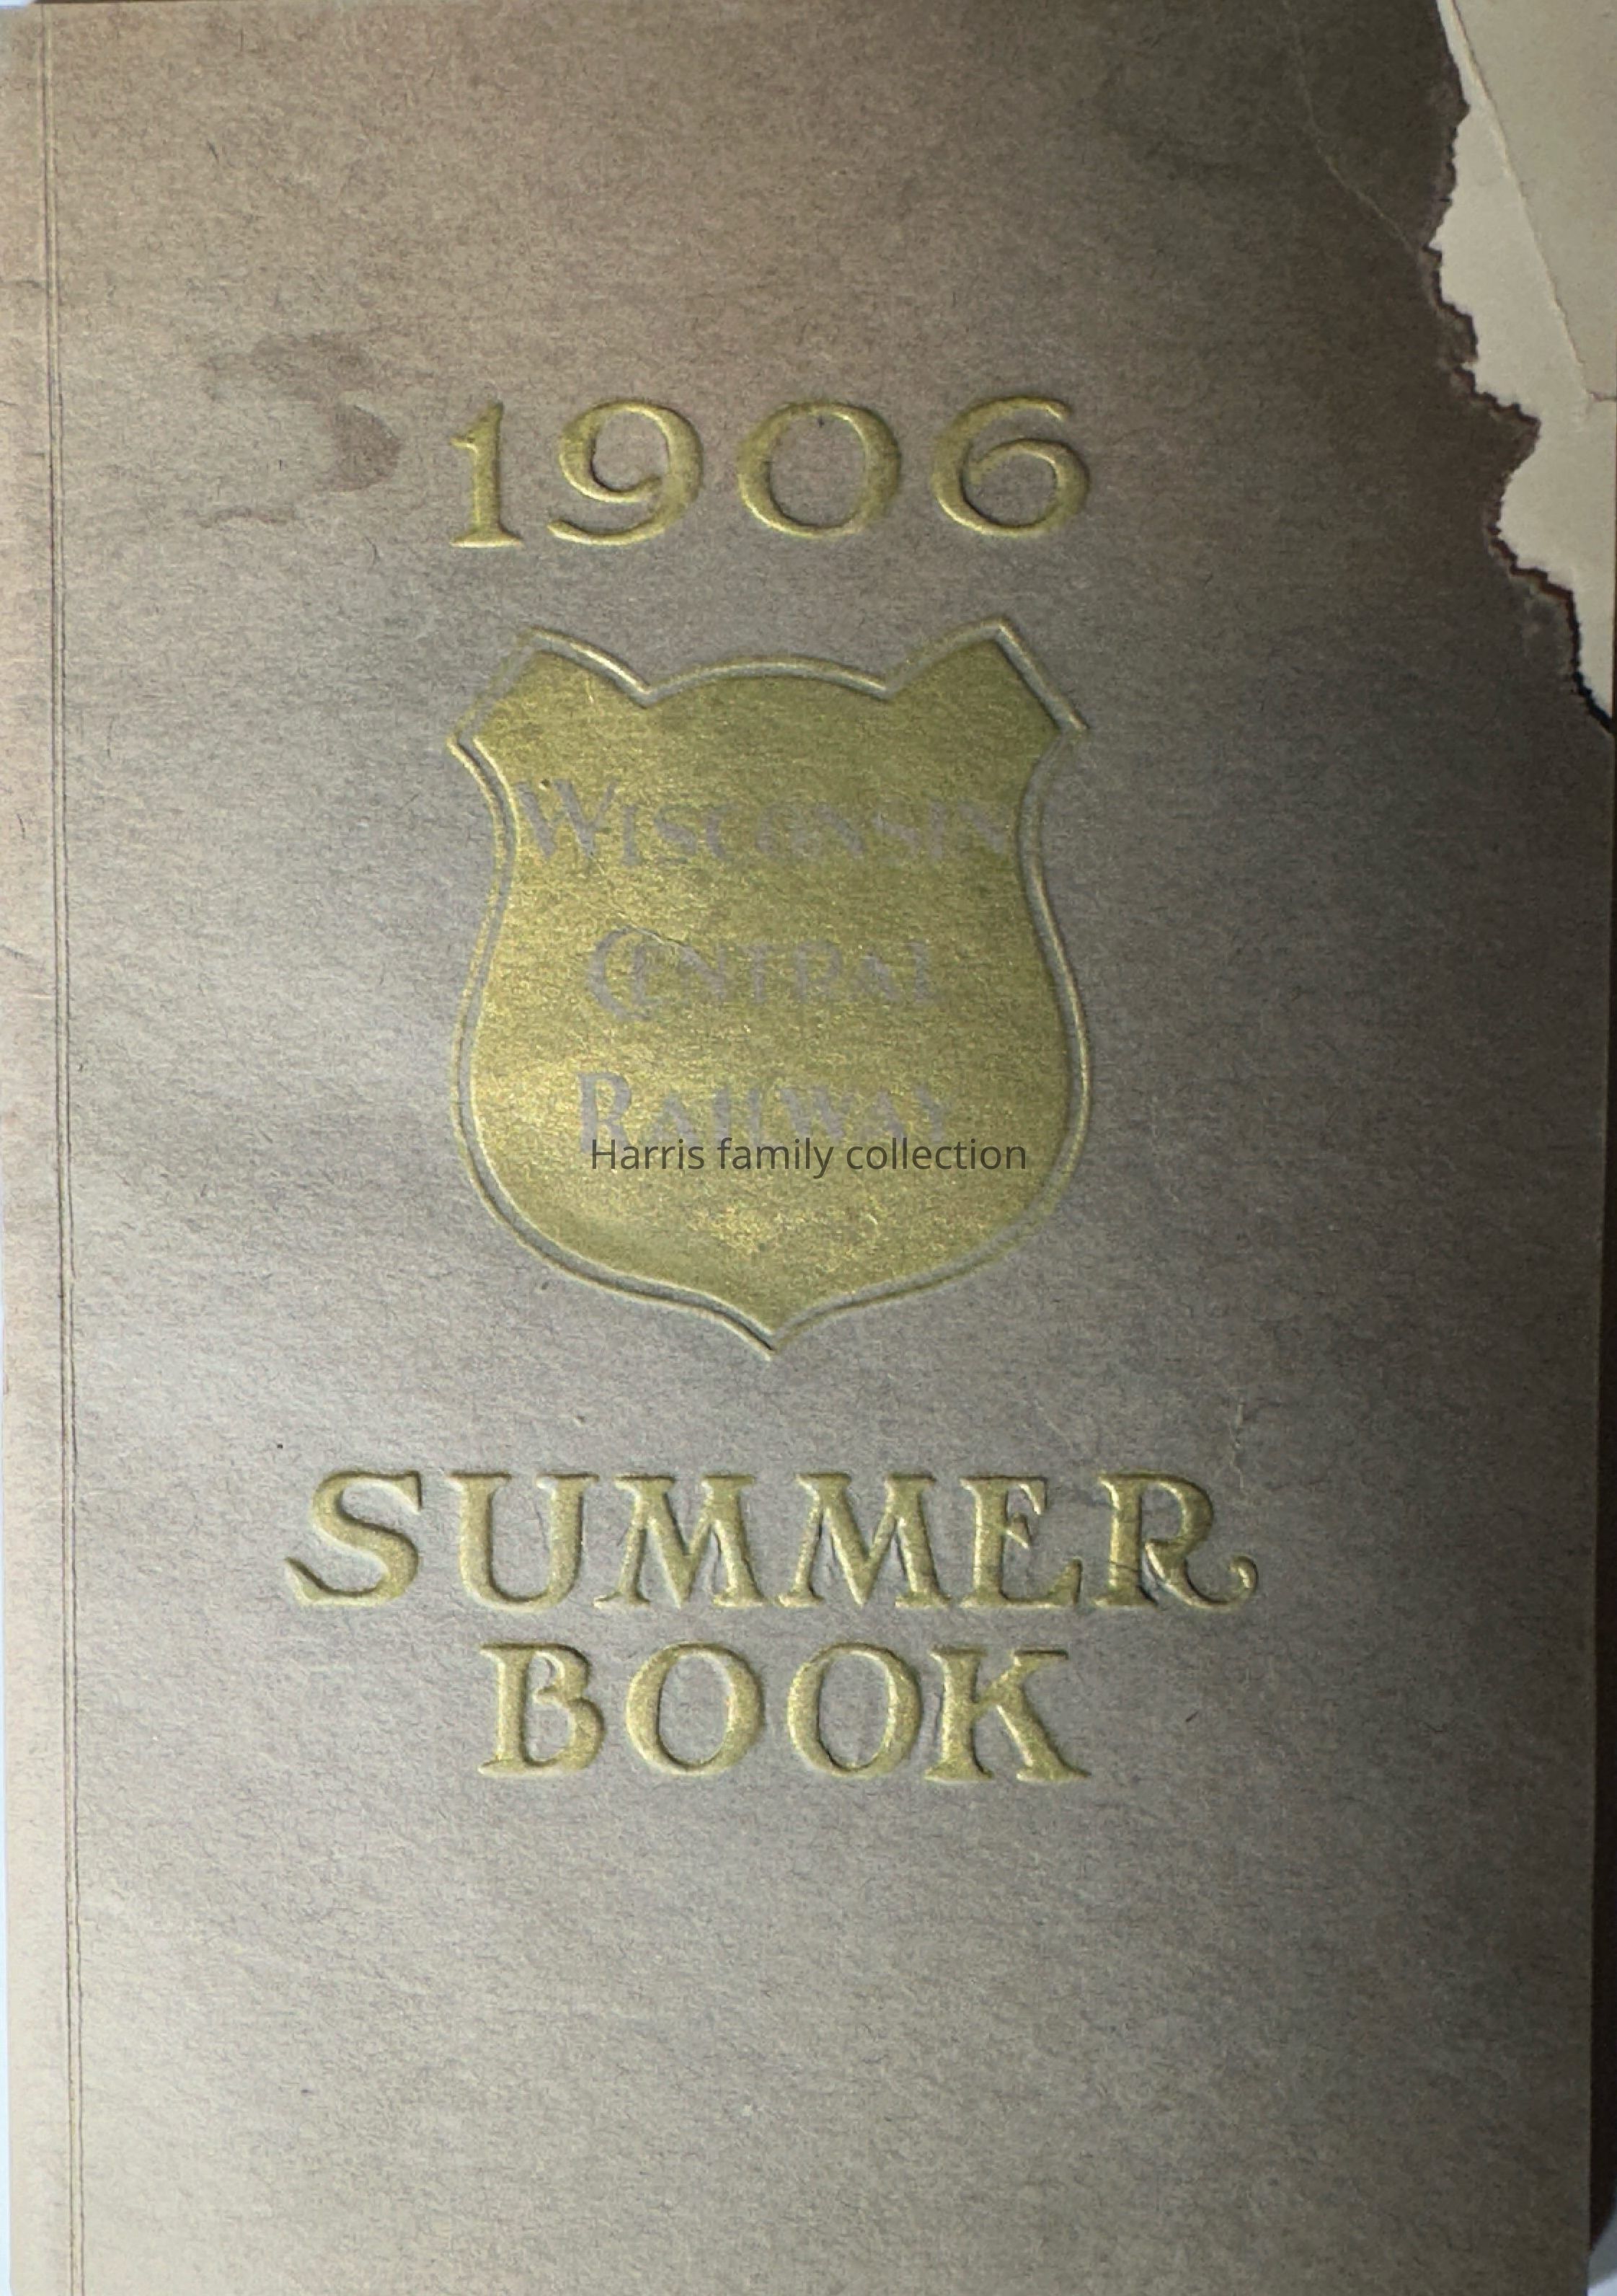 1906
WISCONSIN
CENTRAL
RAILWAY
Harris family collection
SUMMER
BOOK